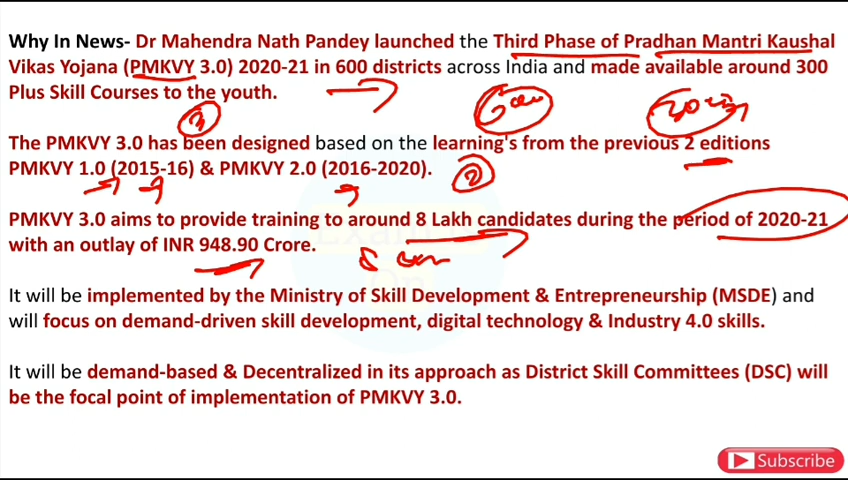 Why In News- Dr Mahendra Nath Pandey launched the Third Phase of Pradhan Mantri Kaushal
Vikas Yojana (PMKVY 3.0) 2020-21 in 600 districts across India and made available around 300
Plus Skill Courses to the youth.
3
The PMKVY 3.0 has been designed based on the learning's from the previous 2 editions
PMKVY 1.0 (2015-16) & PMKVY 2.0 (2016-2020).
2
PMKVY 3.0 aims to provide training to around 8 Lakh candidates during the period of 2020-21
with an outlay of INR 948.90 Crore.
It will be implemented by the Ministry of Skill Development & Entrepreneurship (MSDE) and
will focus on demand-driven skill development, digital technology & Industry 4.0 skills.
It will be demand-based & Decentralized in its approach as District Skill Committees (DSC) will
be the focal point of implementation of PMKVY 3.0.
Subscribe